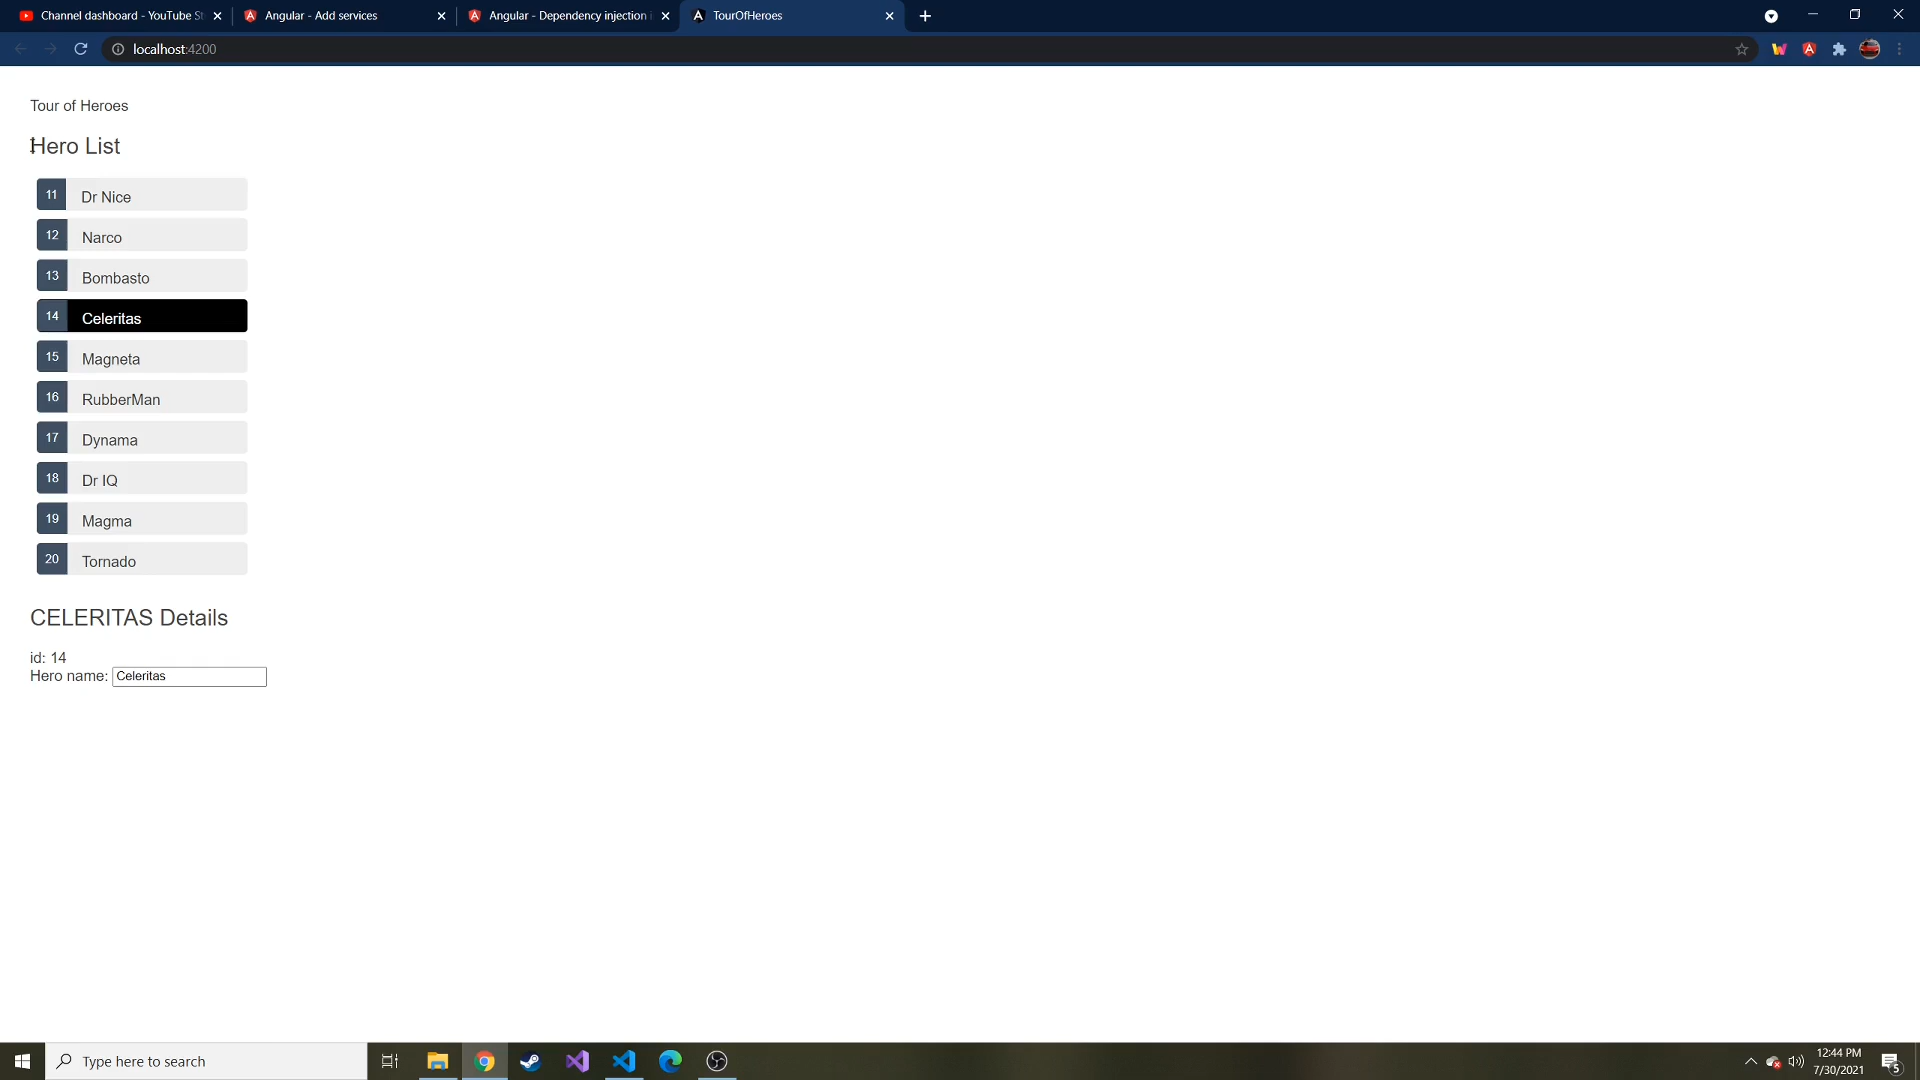 Channel dashboard - YouTube St
Angular - Add services
Angular - Dependency injection i
TourOfHeroes
localhost:4200
Tour of Heroes
Hero List
11 Dr Nice
12 Narco
13 Bombasto
14 Celeritas
15 Magneta
16 RubberMan
17 Dynama
18 Dr IQ
19 Magma
20 Tornado
CELERITAS Details
id: 14
Hero name: Celeritas
Type here to search
12:44 PM
7/30/2021
5